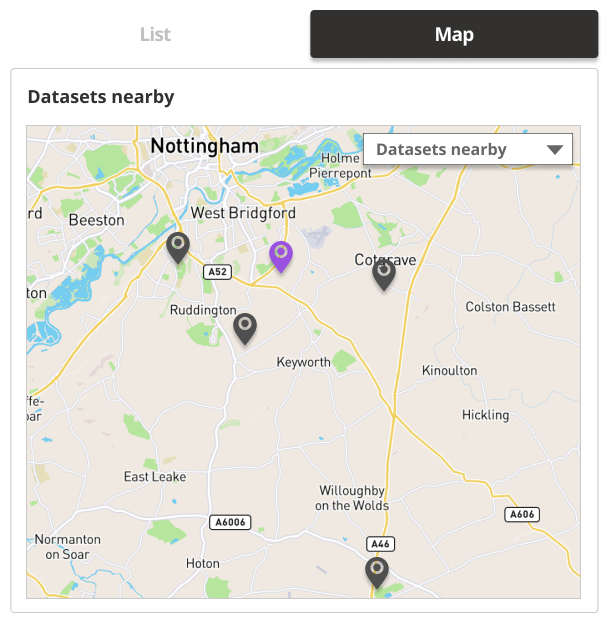 List
Map
Datasets nearby
Nottingham
Datasets nearby
Holme
Pierrepont
rd
Beeston
West Bridgford
Cotgrave
A52
ton
Ruddington
Colston Bassett
Keyworth
Kinoulton
ffe-
oar
Hickling
East Leake
Willoughby
on the Wolds
A606
A6006
Normanton
on Soar
A46
Hoton